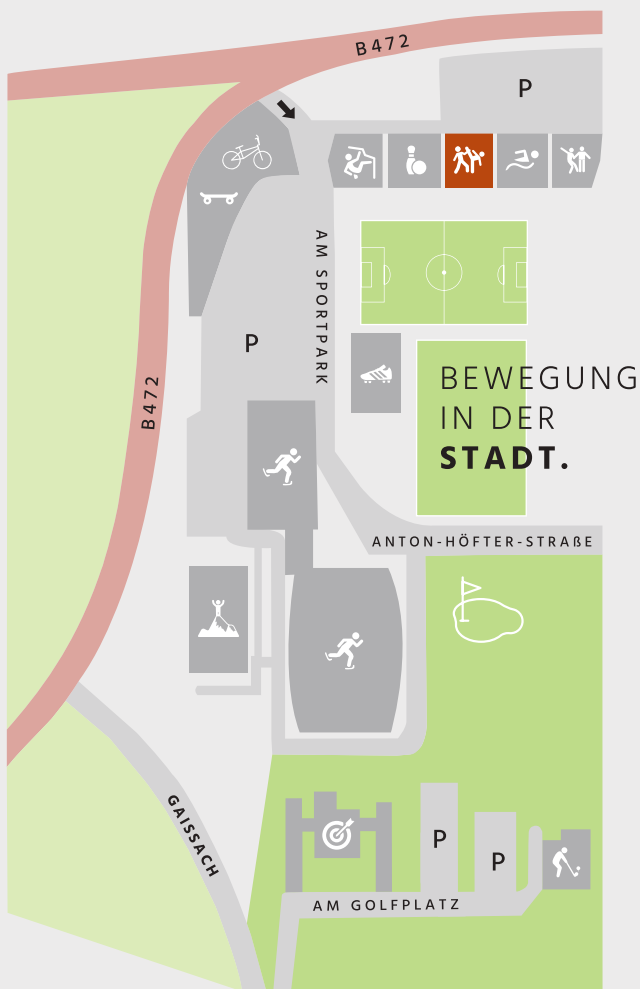 B472
P
AM SPORTPARK
P
B472
BEWEGUNG
IN DER
STADT.
ANTON-HÖFTER-STRAßE
GAISSACH
P
P
AM GOLFPLATZ